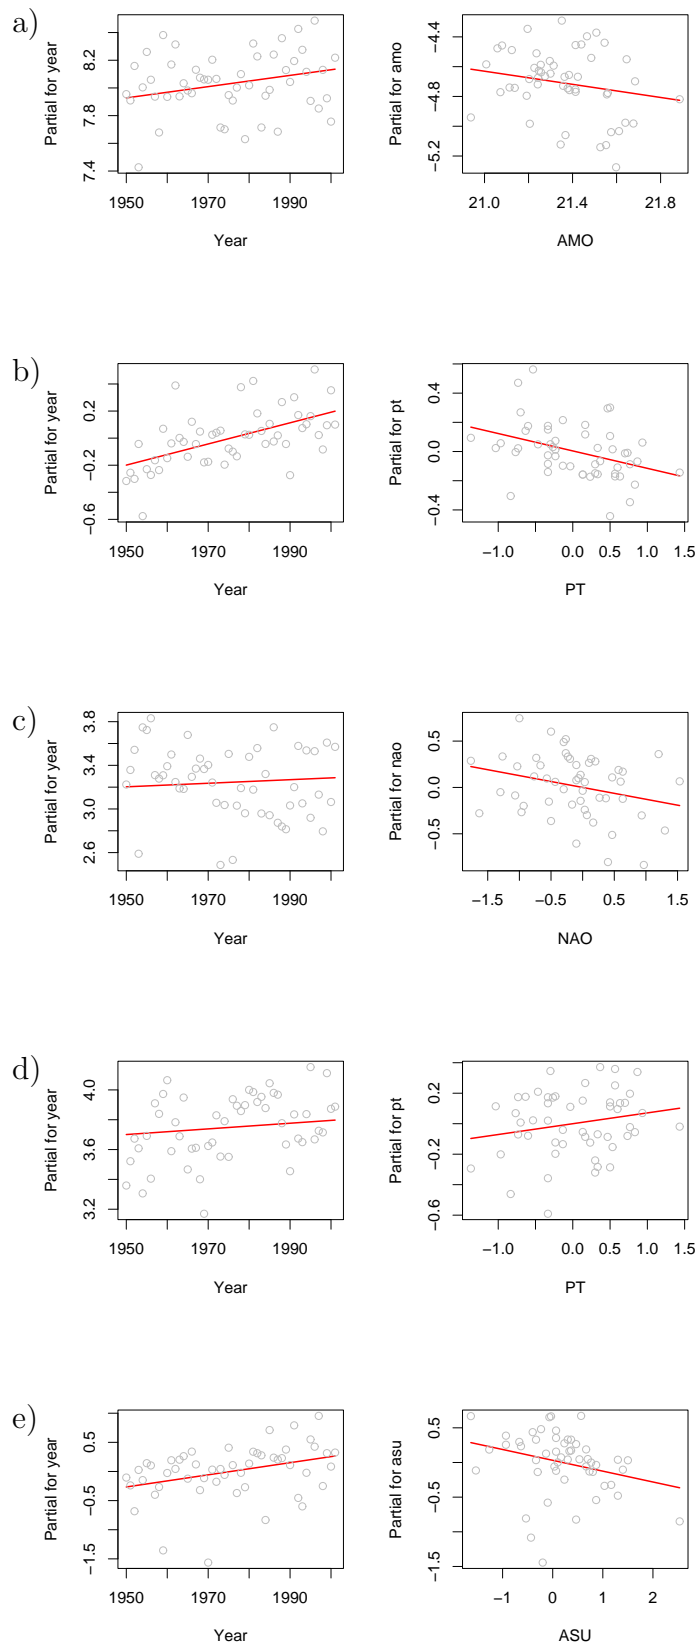 a)
Partial for year
7.4 7.8 8.2
1950 1970 1990
Year
Partial for amo
−5.2 −4.8 −4.4
21.0 21.4 21.8
AMO
b)
Partial for year
−0.6 −0.2 0.2
1950 1970 1990
Year
Partial for pt
−0.4 0.0 0.4
−1.0 0.0 0.5 1.0 1.5
PT
c)
Partial for year
2.6 3.0 3.4 3.8
1950 1970 1990
Year
Partial for nao
−0.5 0.0 0.5
−1.5 −0.5 0.5 1.5
NAO
d)
Partial for year
3.2 3.6 4.0
1950 1970 1990
Year
Partial for pt
−0.6 −0.2 0.2
−1.0 0.0 0.5 1.0 1.5
PT
e)
Partial for year
−1.5 −0.5 0.5
1950 1970 1990
Year
Partial for asu
−1.5 −0.5 0.5
−1 0 1 2
ASU